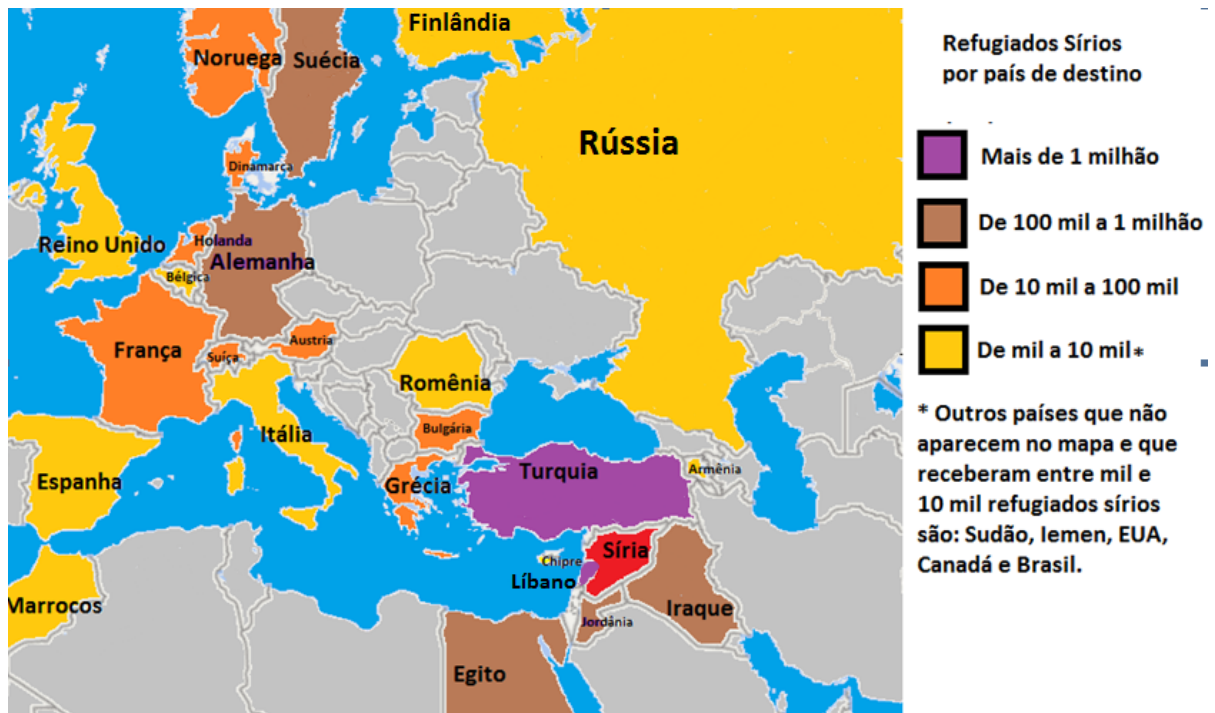 Finlândia
Noruega
Suécia
Rússia
Dinamarca
Reino Unido
Holanda
Alemanha
Bélgica
França
Suíça
Austria
Romênia
Bulgária
Itália
Espanha
Grécia
Turquia
Armênia
Síria
Chipre
Líbano
Marrocos
Jordânia
Iraque
Egito
Refugiados Sírios
por país de destino
Mais de 1 milhão
De 100 mil a 1 milhão
De 10 mil a 100 mil
De mil a 10 mil*
* Outros países que não
aparecem no mapa e que
receberam entre mil e
10 mil refugiados sírios
são: Sudão, Iemen, EUA,
Canadá e Brasil.